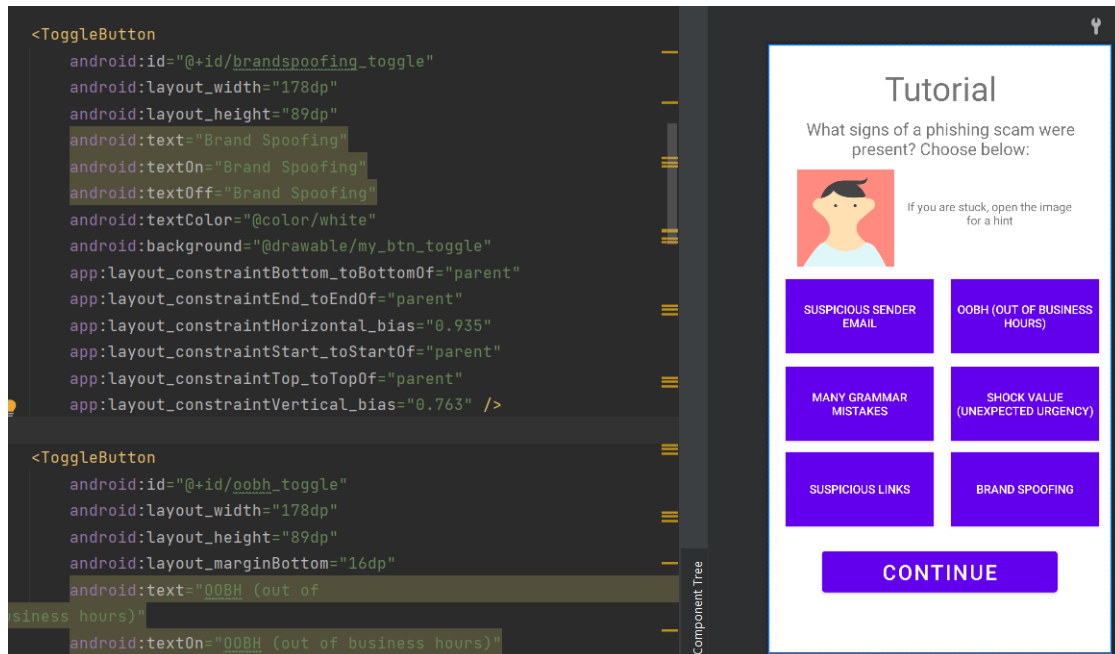 <ToggleButton
android:id="@+id/brandspoofing_toggle"
android:layout_width="178dp"
android:layout_height="89dp"
android:text="Brand Spoofing"
android:textOn="Brand Spoofing"
android:textOff="Brand Spoofing"
android:textColor="@color/white"
android:background="@drawable/my_btn_toggle"
app:layout_constraintBottom_toBottomOf="parent"
app:layout_constraintEnd_toEndOf="parent"
app:layout_constraintHorizontal_bias="0.935"
app:layout_constraintStart_toStartOf="parent"
app:layout_constraintTop_toTopOf="parent"
app:layout_constraintVertical_bias="0.763" />
<ToggleButton
android:id="@+id/oobh_toggle"
android:layout_width="178dp"
android:layout_height="89dp"
android:layout_marginBottom="16dp"
android:text="OOBH (out of
usiness hours)"
android:textOn="OOBH (out of business hours)"
Component Tree
Tutorial
What signs of a phishing scam were
present? Choose below:
If you are stuck, open the image
for a hint
SUSPICIOUS SENDER
EMAIL
OOBH (OUT OF BUSINESS
HOURS)
MANY GRAMMAR
MISTAKES
SHOCK VALUE
(UNEXPECTED URGENCY)
SUSPICIOUS LINKS
BRAND SPOOFING
CONTINUE